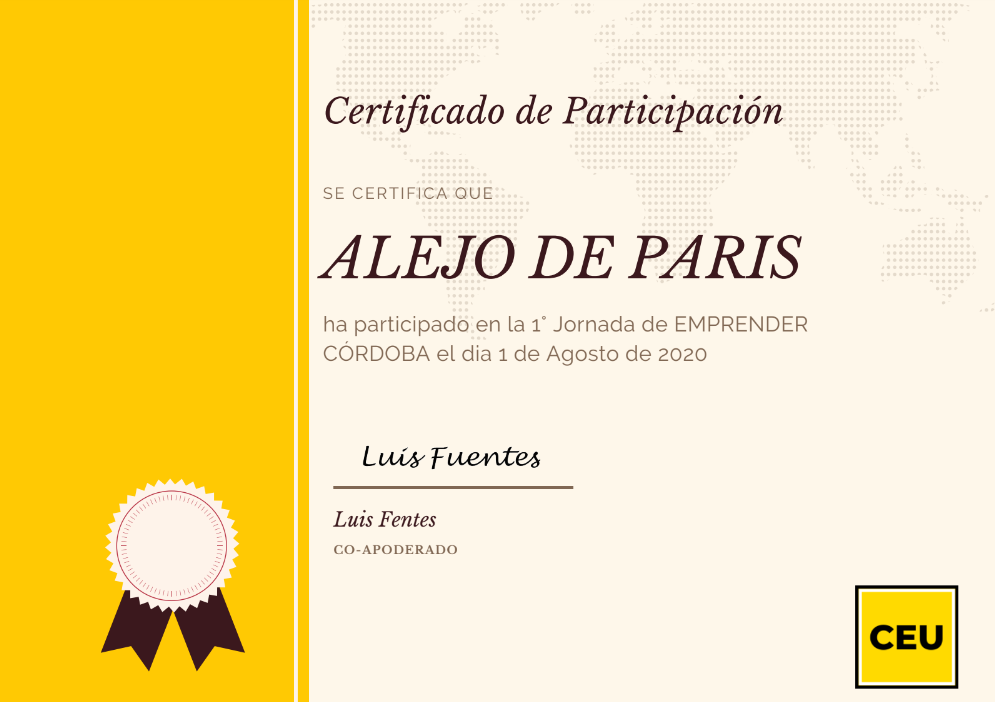 Certificado de Participación
SE CERTIFICA QUE
ALEJO DE PARIS
ha participado en la 1° Jornada de EMPRENDER
CÓRDOBA el dia 1 de Agosto de 2020
Luis Fuentes
Luis Fentes
CO-APODERADO
CEU